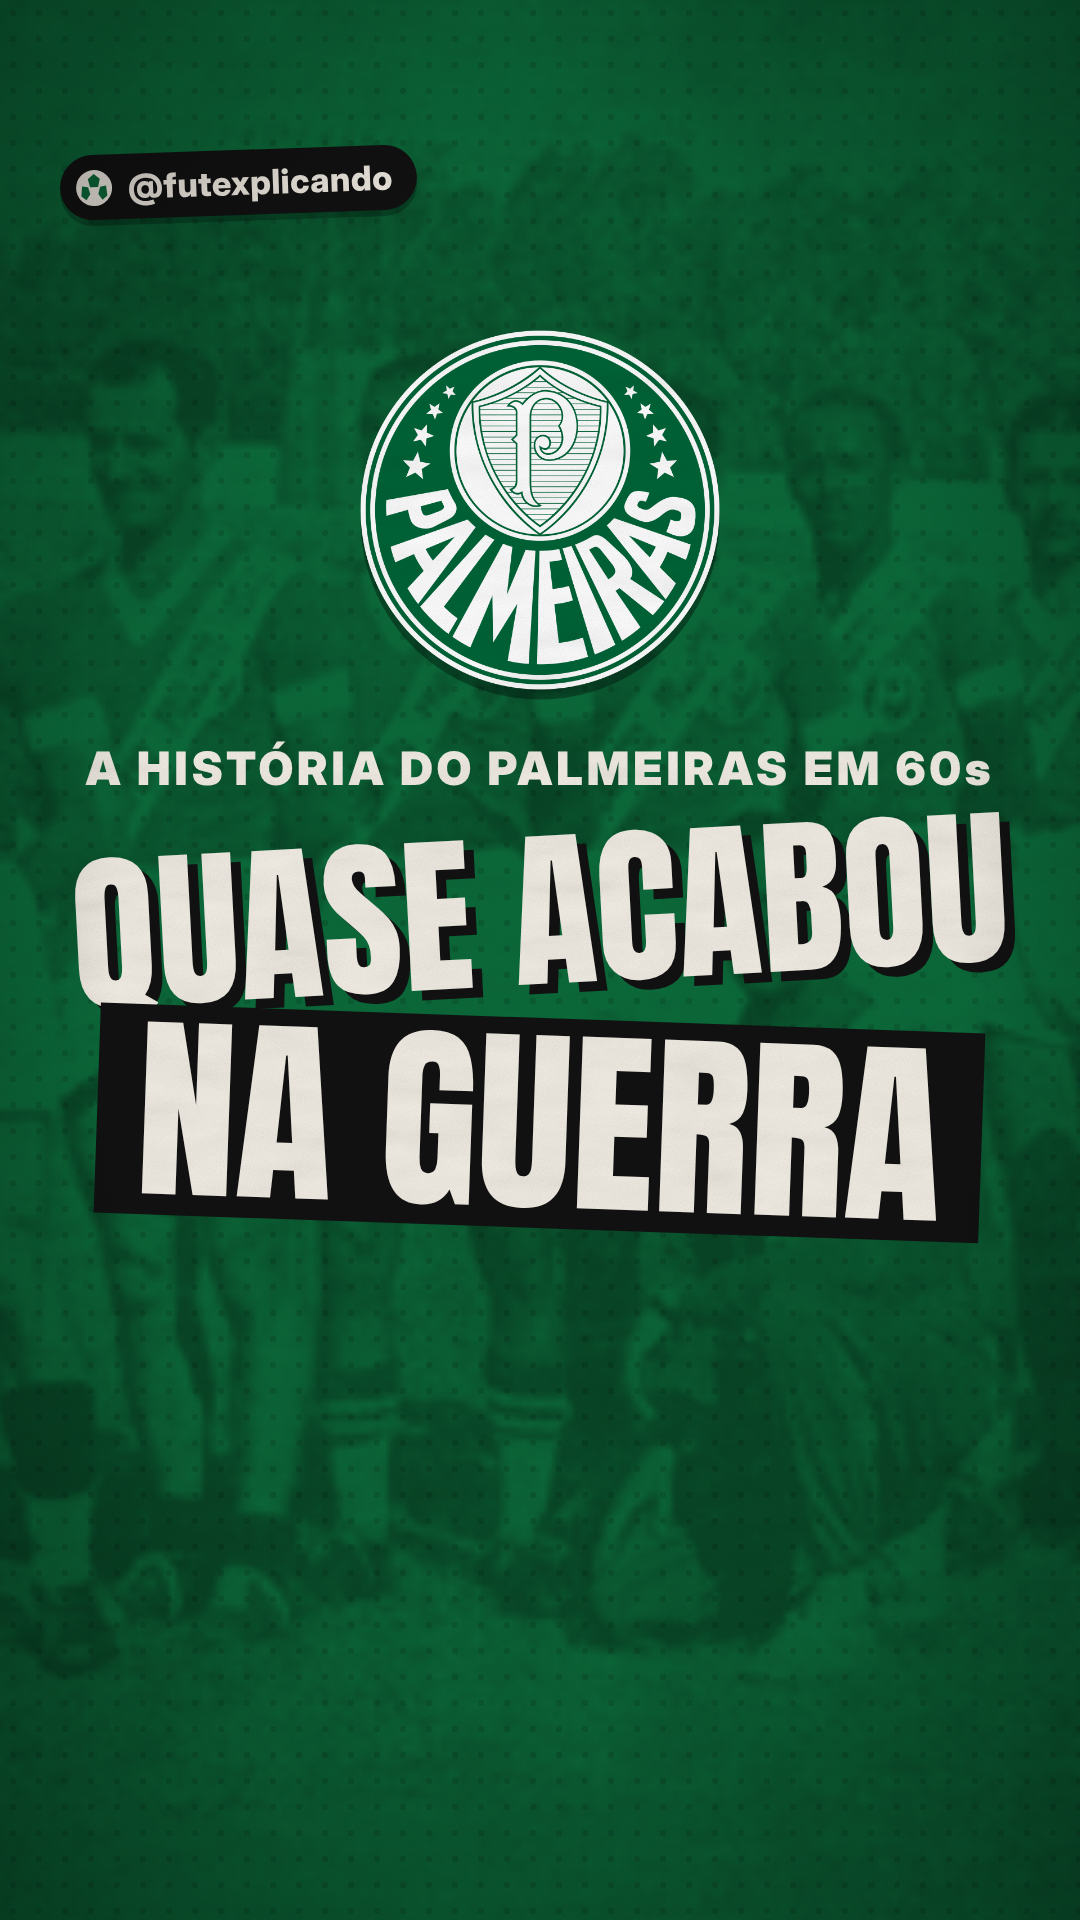 @futexplicando
P
PALMEIRAS
A HISTÓRIA DO PALMEIRAS EM 60s
QUASE ACABOU
NA GUERRA